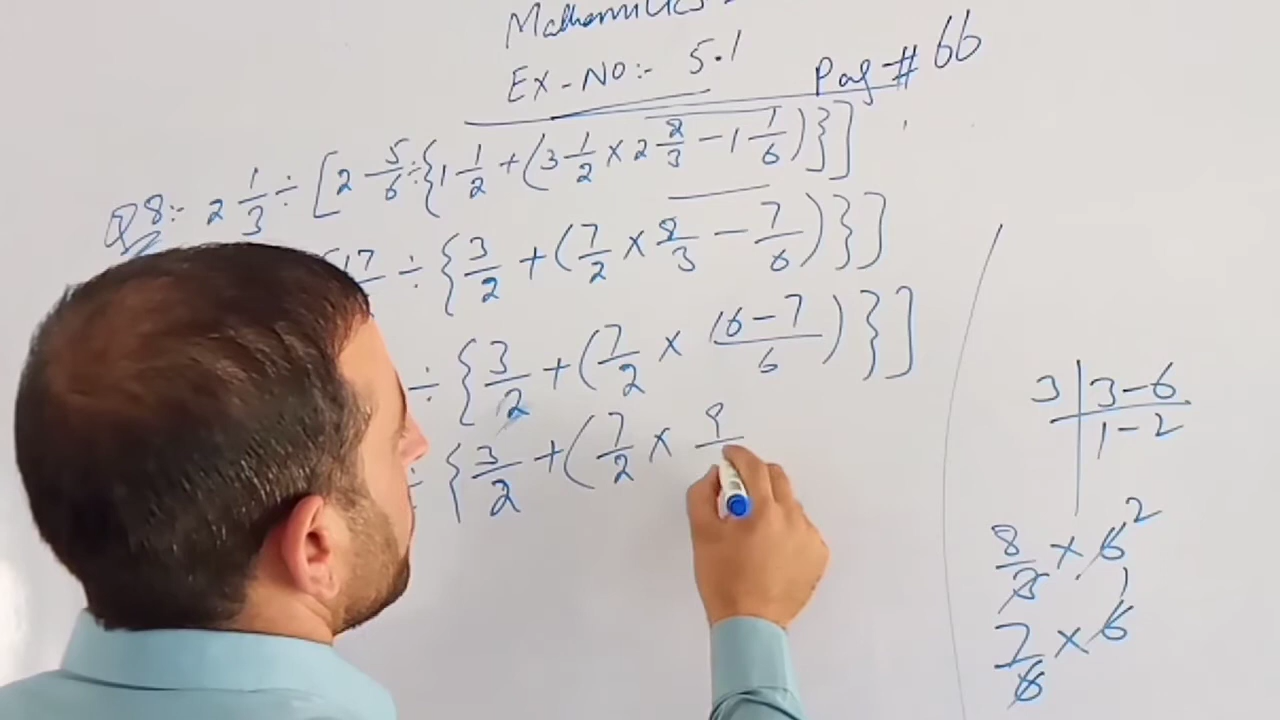 Mathematics
Ex-No:- 5.1
Pag # 66
Q8:- 2 1/3 ÷ [2 5/6 ÷ {1 1/2 + (3 1/2 × 2 8/3 - 1 1/6)}]
17 ÷ {3/2 + (7/2 × 8/3 - 7/6)}]
÷ {3/2 + (7/2 × 16-7/6)}]
÷ {3/2 + (7/2 × 9
3 | 3-6
1-2
8/3 × 6 2
1
7/6 × 6